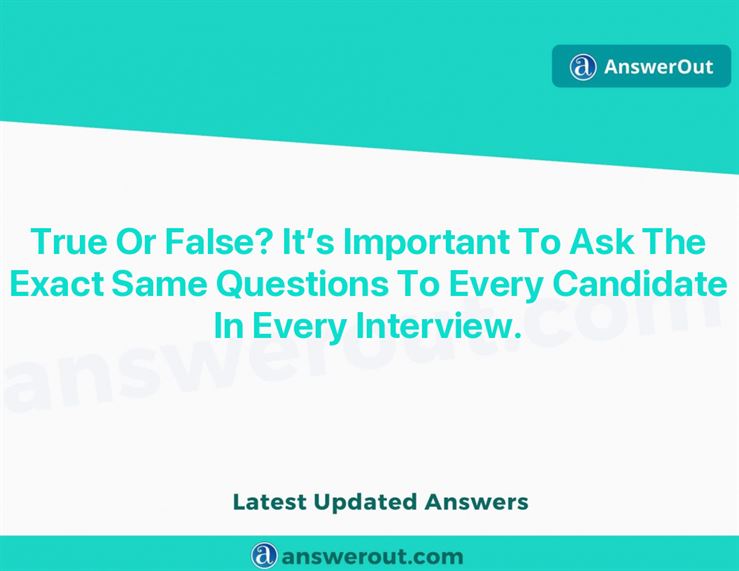 AnswerOut
True Or False? It’s Important To Ask The
Exact Same Questions To Every Candidate
In Every Interview.
answerout.com
Latest Updated Answers
answerout.com